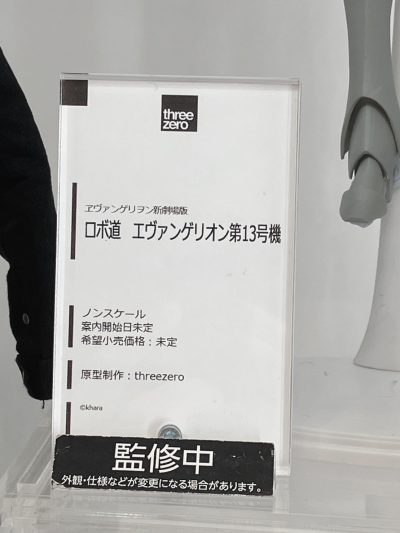 three
zero
ヱヴァンゲリヲン新劇場版
ロボ道 エヴァンゲリオン第13号機
ノンスケール
案内開始日未定
希望小売価格：未定
原型制作：threezero
©khara
監修中
外観・仕様などが変更になる場合があります。